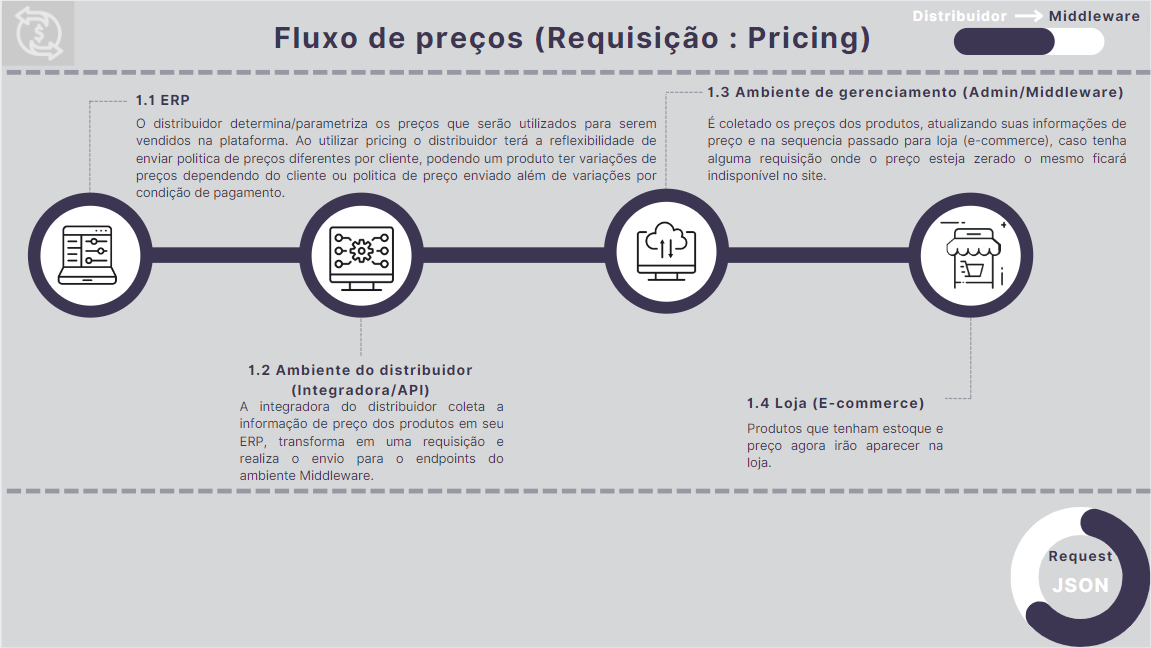 Distribuidor Middleware
Fluxo de preços (Requisição : Pricing)
1.1 ERP
O distribuidor determina/parametriza os preços que serão utilizados para serem
vendidos na plataforma. Ao utilizar pricing o distribuidor terá a reflexibilidade de
enviar politica de preços diferentes por cliente, podendo um produto ter variações de
preços dependendo do cliente ou politica de preço enviado além de variações por
condição de pagamento.
1.3 Ambiente de gerenciamento (Admin/Middleware)
É coletado os preços dos produtos, atualizando suas informações de
preço e na sequencia passado para loja (e-commerce), caso tenha
alguma requisição onde o preço esteja zerado o mesmo ficará
indisponível no site.
1.2 Ambiente do distribuidor
(Integradora/API)
A integradora do distribuidor coleta a
informação de preço dos produtos em seu
ERP, transforma em uma requisição e
realiza o envio para o endpoints do
ambiente Middleware.
1.4 Loja (E-commerce)
Produtos que tenham estoque e
preço agora irão aparecer na
loja.
Request
JSON